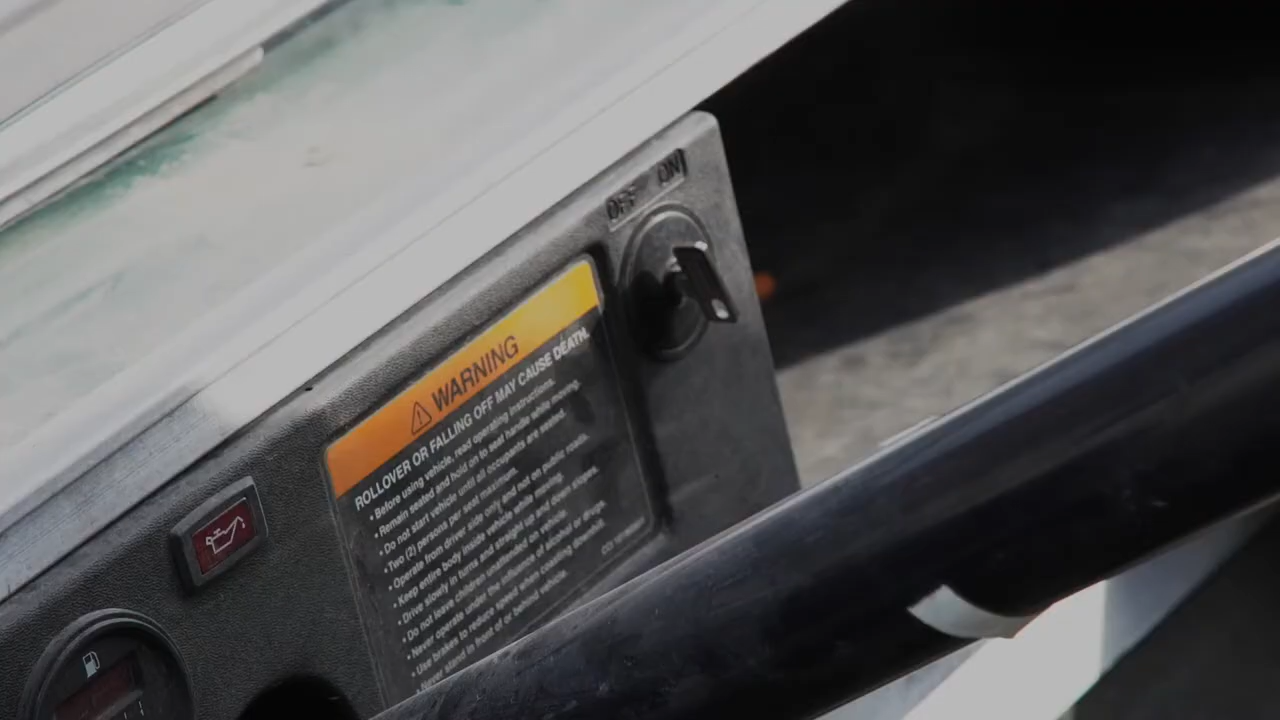 OFF ON
WARNING
ROLLOVER OR FALLING OFF MAY CAUSE DEATH.
• Before using vehicle, read operating instructions.
• Remain seated and hold on to seat handle while moving.
• Do not start vehicle until all occupants are seated.
• Two (2) persons per seat maximum.
• Operate from driver side only and not on public roads.
• Keep entire body inside vehicle while moving.
• Drive slowly in turns and straight up and down slopes.
• Do not leave children unattended on vehicle.
• Never operate under the influence of alcohol or drugs.
• Use brakes to reduce speed when coasting downhill.
• Never stand in front of or behind vehicle.